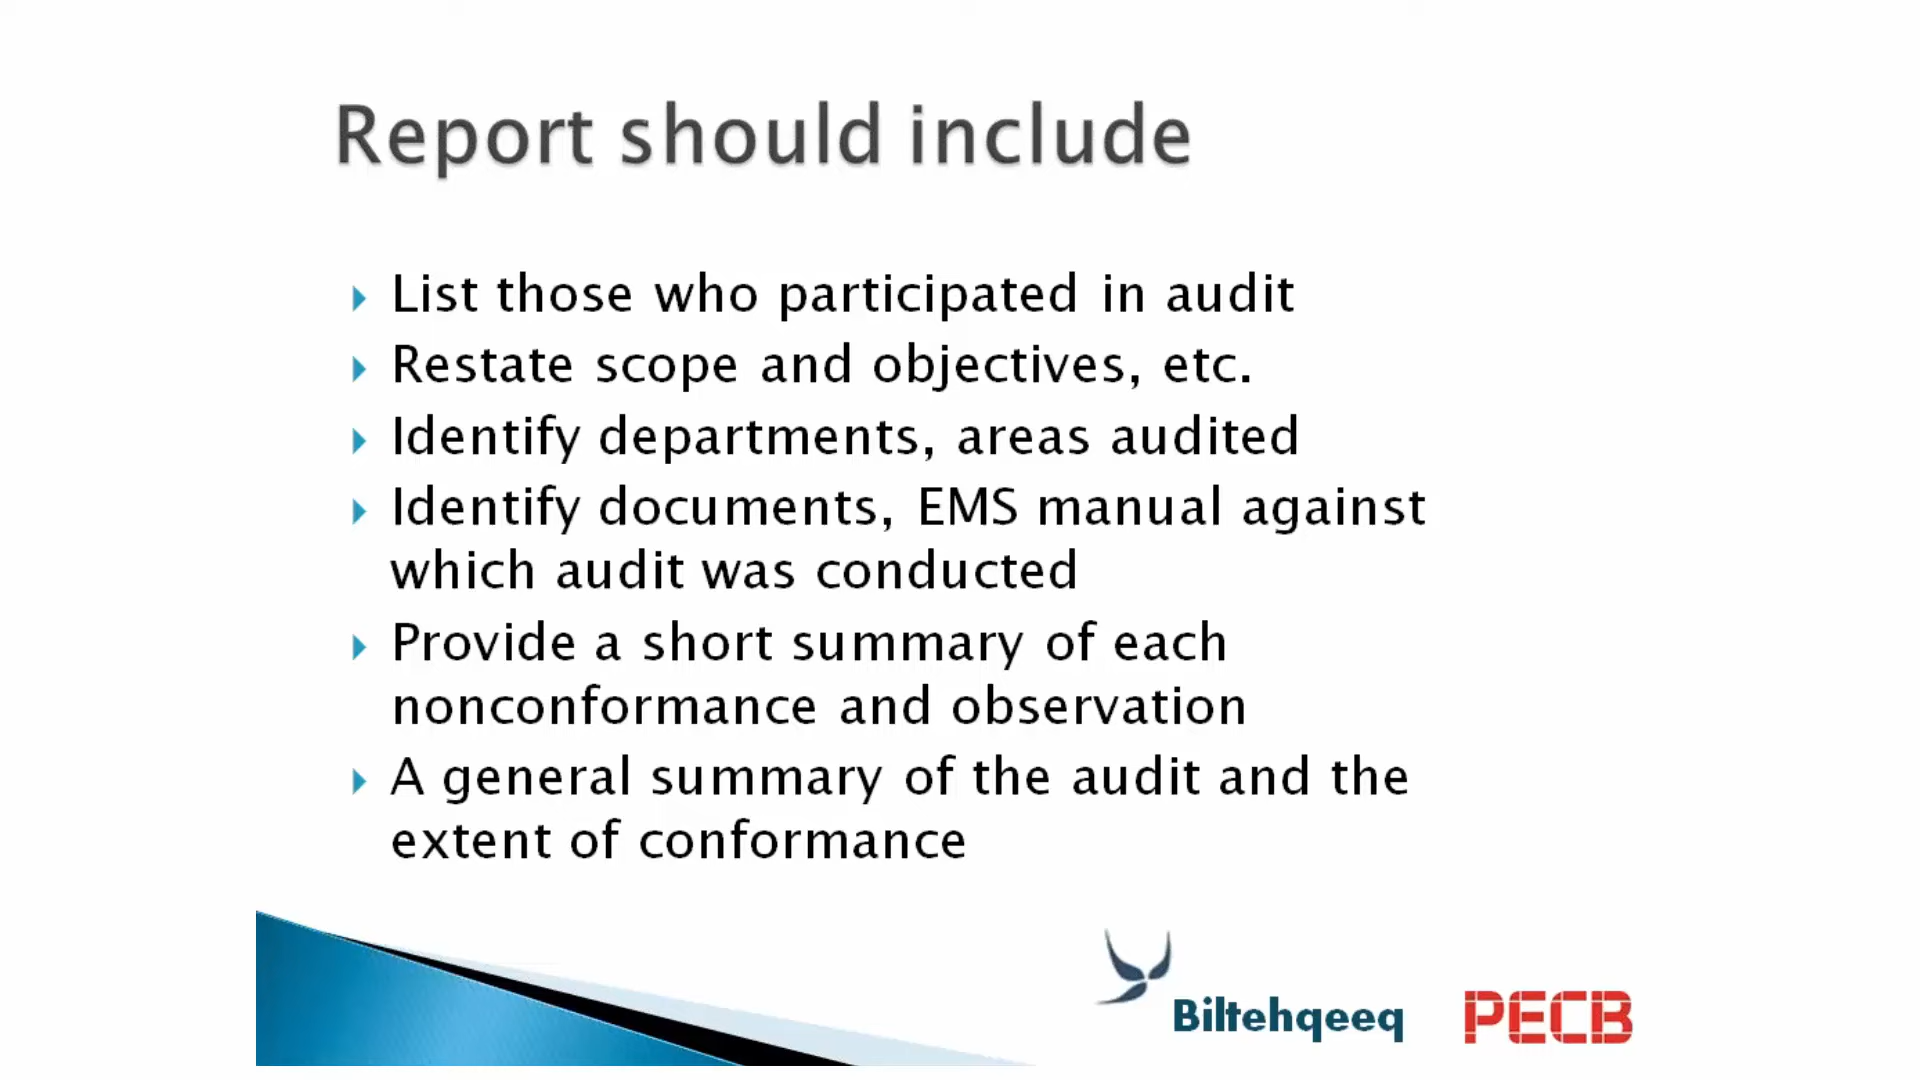 Report should include
List those who participated in audit
Restate scope and objectives, etc.
Identify departments, areas audited
Identify documents, EMS manual against
which audit was conducted
Provide a short summary of each
nonconformance and observation
A general summary of the audit and the
extent of conformance
Biltehqeeq
PECB